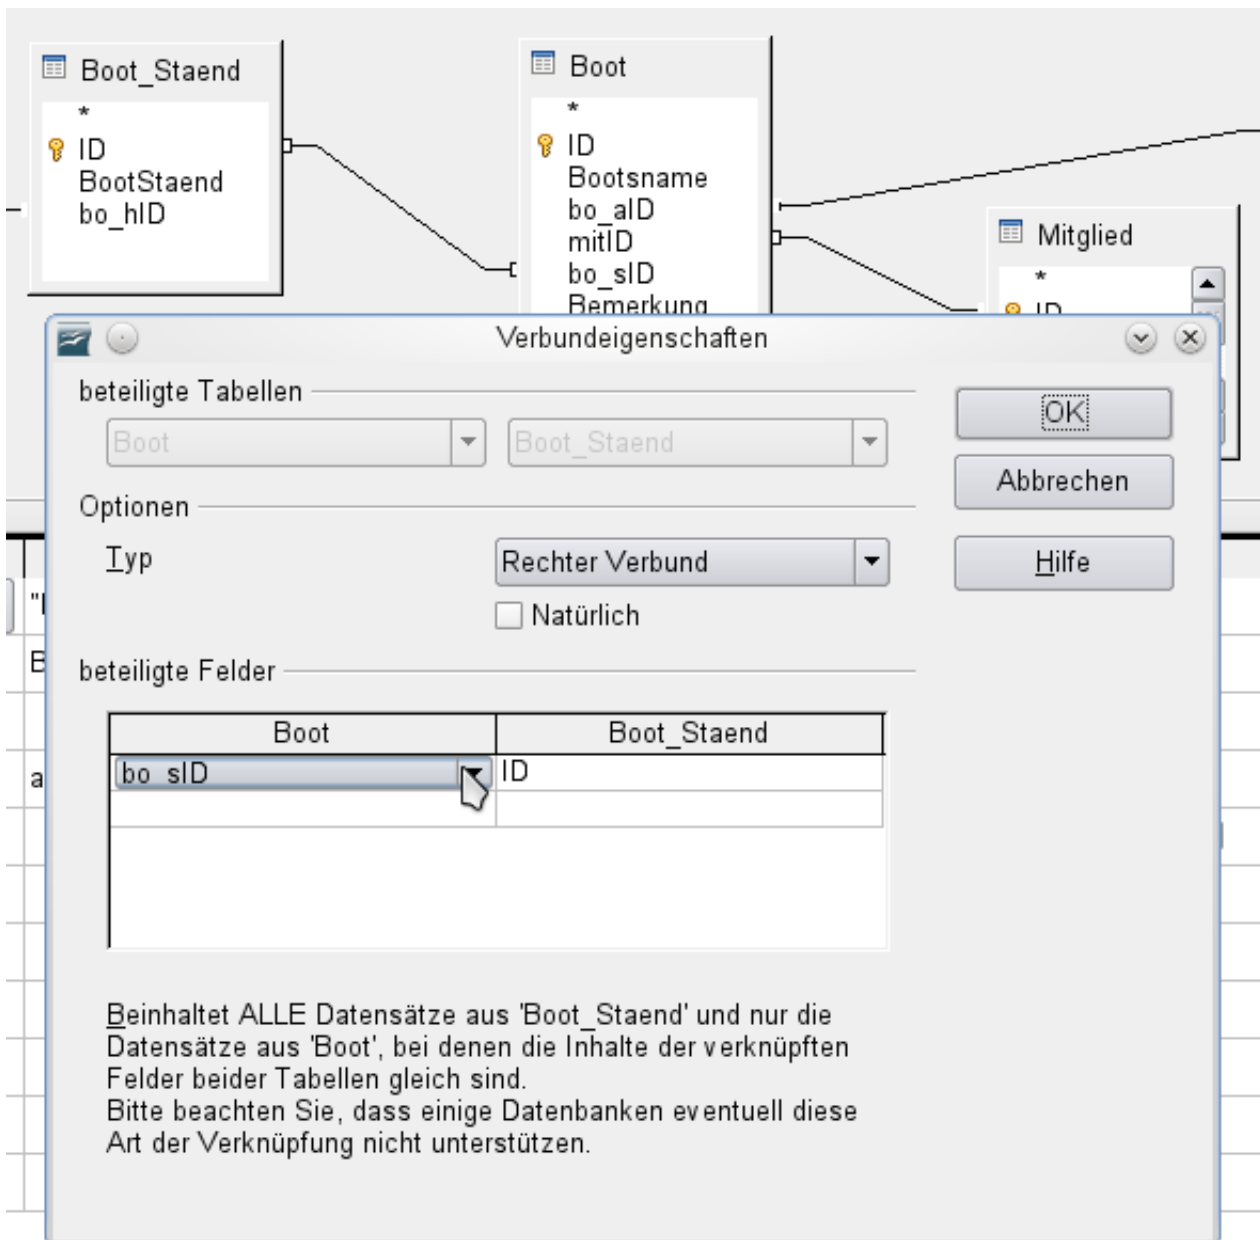 Boot_Staend
*
ID
BootStaend
bo_hID
Boot
*
ID
Bootsname
bo_aID
mitID
bo_sID
Bemerkung
Mitglied
*
ID
Verbundeigenschaften
beteiligte Tabellen
Boot
Boot_Staend
OK
Abbrechen
Optionen
Typ
Rechter Verbund
Hilfe
Natürlich
beteiligte Felder
Boot
Boot_Staend
bo_sID
ID
Beinhaltet ALLE Datensätze aus 'Boot_Staend' und nur die
Datensätze aus 'Boot', bei denen die Inhalte der verknüpften
Felder beider Tabellen gleich sind.
Bitte beachten Sie, dass einige Datenbanken eventuell diese
Art der Verknüpfung nicht unterstützen.